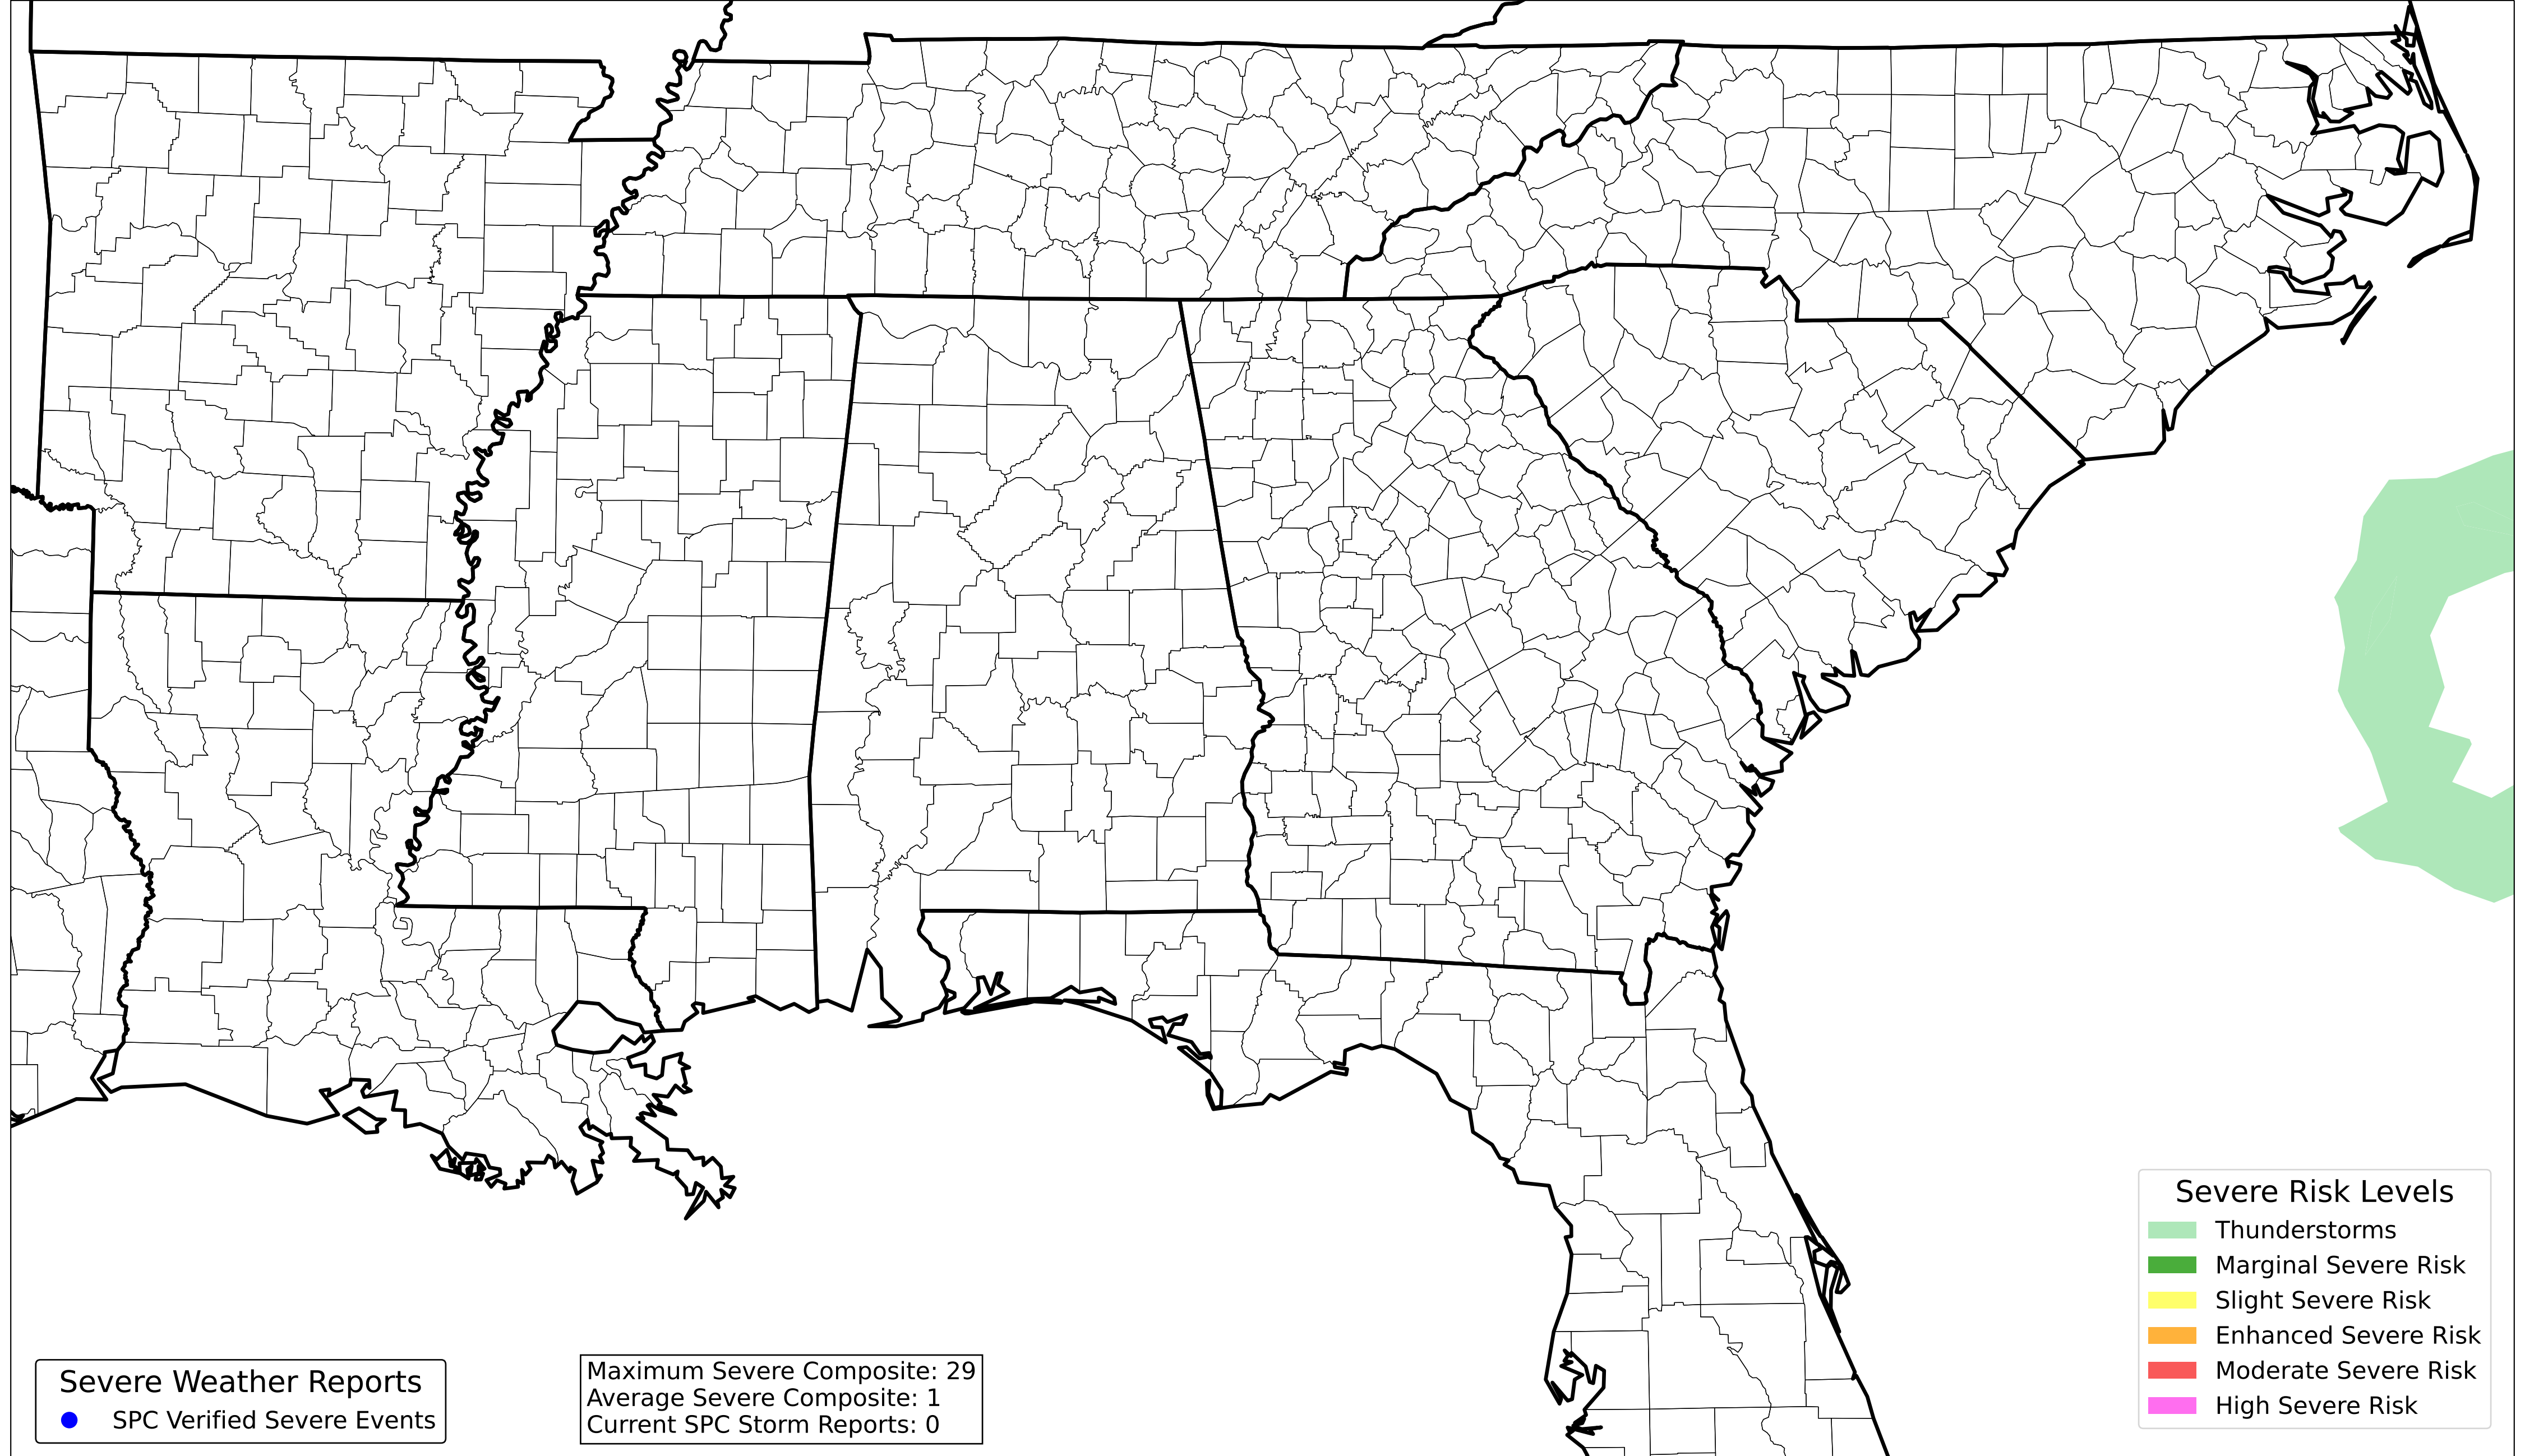 Severe Risk Levels
Thunderstorms
Marginal Severe Risk
Slight Severe Risk
Enhanced Severe Risk
Moderate Severe Risk
High Severe Risk
Severe Weather Reports
SPC Verified Severe Events
Maximum Severe Composite: 29
Average Severe Composite: 1
Current SPC Storm Reports: 0